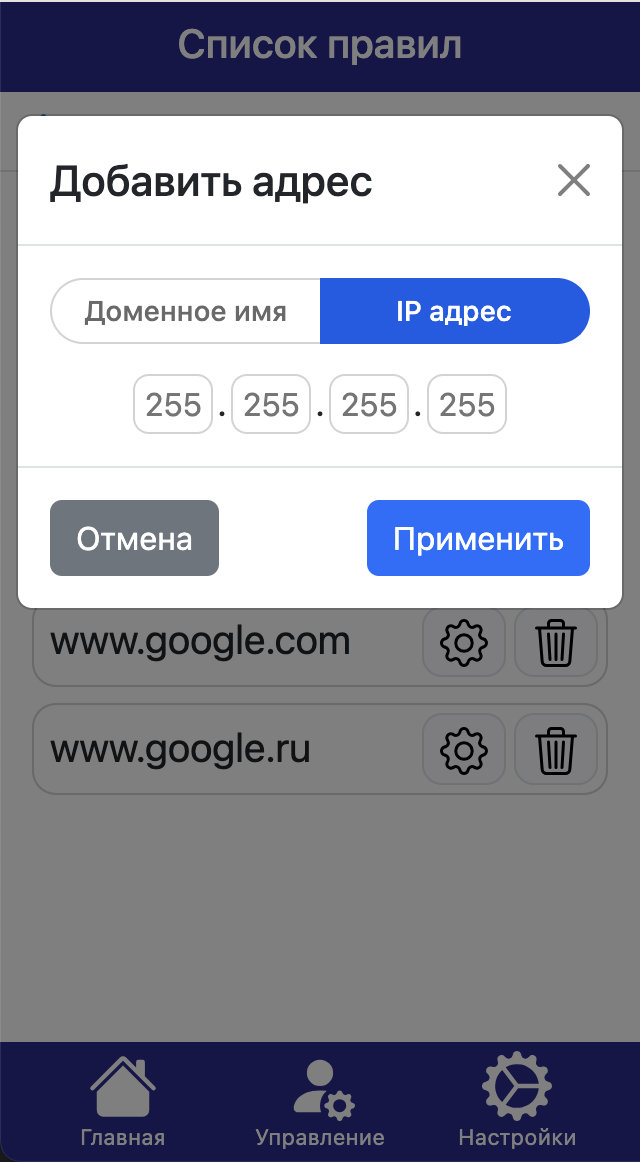 Список правил
Добавить адрес
Доменное имя IP адрес
255 . 255 . 255 . 255
Отмена Применить
www.google.com
www.google.ru
Главная Управление Настройки